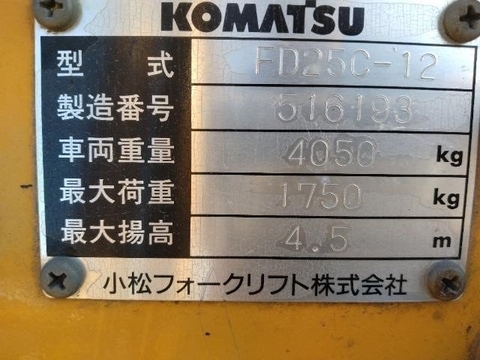 KOMATSU
型式 FD25C-12
製造番号 516193
車両重量 4050 kg
最大荷重 1750 kg
最大揚高 4.5 m
小松フォークリフト株式会社